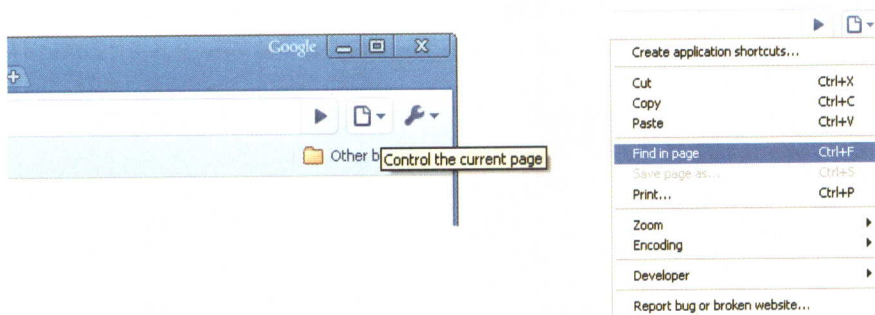 Google
Other b
Control the current page
Create application shortcuts...
Cut Ctrl+X
Copy Ctrl+C
Paste Ctrl+V
Find in page Ctrl+F
Save page as... Ctrl+S
Print... Ctrl+P
Zoom
Encoding
Developer
Report bug or broken website...